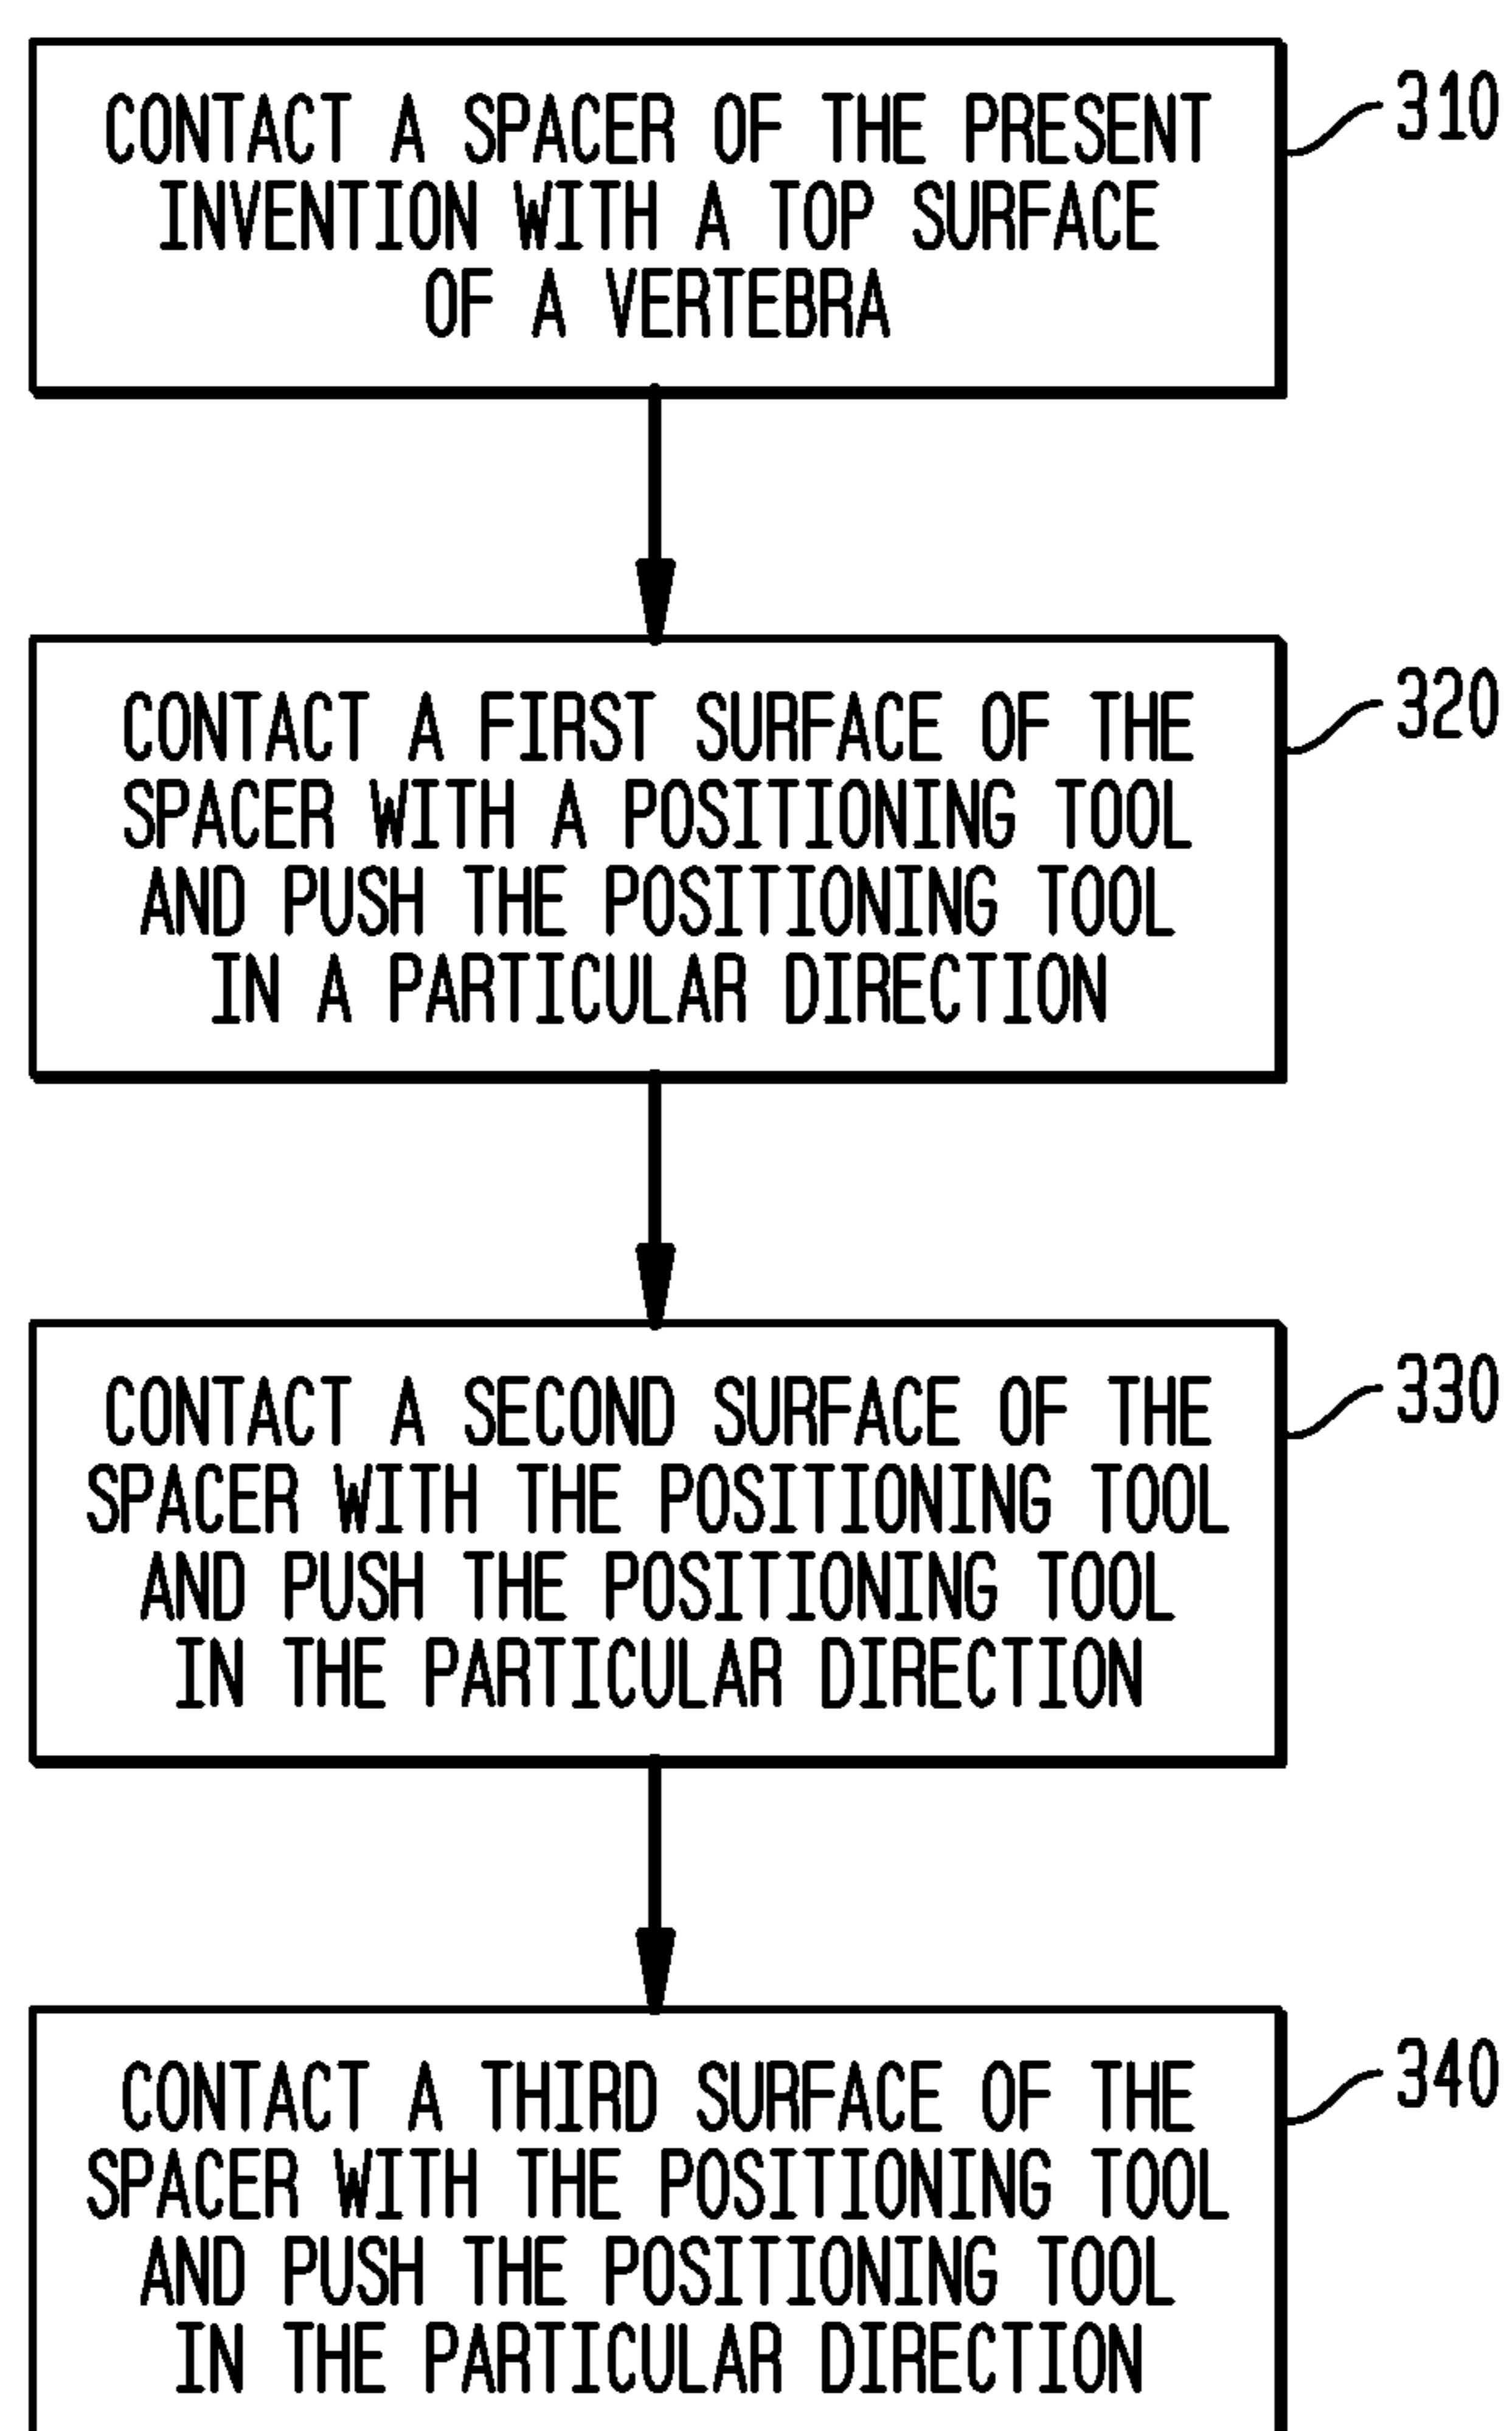 CONTACT A SPACER OF THE PRESENT
INVENTION WITH A TOP SURFACE
OF A VERTEBRA
310
CONTACT A FIRST SURFACE OF THE
SPACER WITH A POSITIONING TOOL
AND PUSH THE POSITIONING TOOL
IN A PARTICULAR DIRECTION
320
CONTACT A SECOND SURFACE OF THE
SPACER WITH THE POSITIONING TOOL
AND PUSH THE POSITIONING TOOL
IN THE PARTICULAR DIRECTION
330
CONTACT A THIRD SURFACE OF THE
SPACER WITH THE POSITIONING TOOL
AND PUSH THE POSITIONING TOOL
IN THE PARTICULAR DIRECTION
340